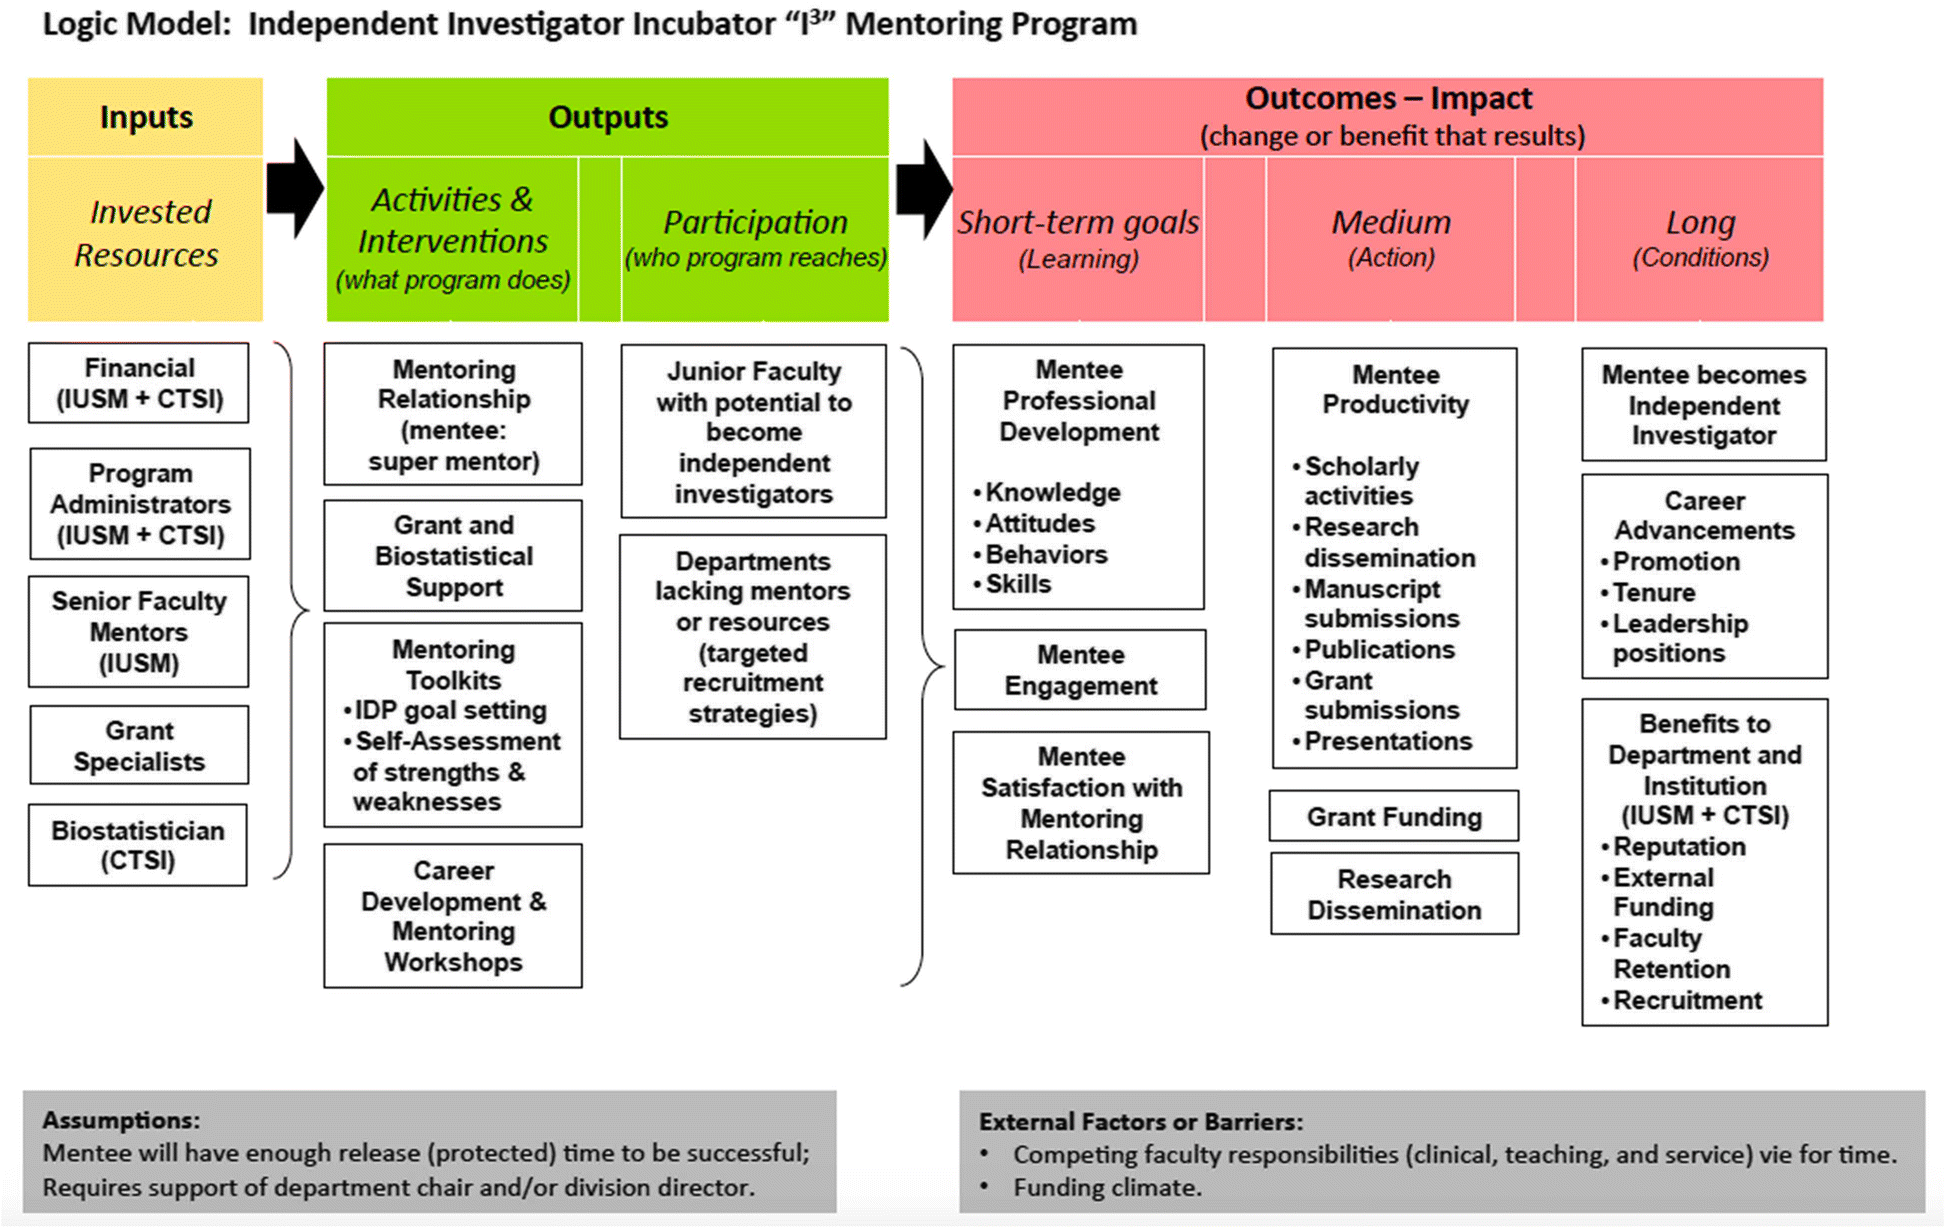 Logic Model:  Independent Investigator Incubator “I³” Mentoring Program
Inputs
Invested
Resources
Financial
(IUSM + CTSI)
Program
Administrators
(IUSM + CTSI)
Senior Faculty
Mentors
(IUSM)
Grant
Specialists
Biostatistician
(CTSI)
Outputs
Activities &
Interventions
(what program does)
Mentoring
Relationship
(mentee:
super mentor)
Grant and
Biostatistical
Support
Mentoring
Toolkits
•IDP goal setting
•Self-Assessment
of strengths &
weaknesses
Career
Development &
Mentoring
Workshops
Participation
(who program reaches)
Junior Faculty
with potential to
become
independent
investigators
Departments
lacking mentors
or resources
(targeted
recruitment
strategies)
Outcomes – Impact
(change or benefit that results)
Short-term goals
(Learning)
Mentee
Professional
Development
•Knowledge
•Attitudes
•Behaviors
•Skills
Mentee
Engagement
Mentee
Satisfaction with
Mentoring
Relationship
Medium
(Action)
Mentee
Productivity
•Scholarly
activities
•Research
dissemination
•Manuscript
submissions
•Publications
•Grant
submissions
•Presentations
Grant Funding
Research
Dissemination
Long
(Conditions)
Mentee becomes
Independent
Investigator
Career
Advancements
•Promotion
•Tenure
•Leadership
positions
Benefits to
Department and
Institution
(IUSM + CTSI)
•Reputation
•External
Funding
•Faculty
Retention
•Recruitment
Assumptions:
Mentee will have enough release (protected) time to be successful;
Requires support of department chair and/or division director.
External Factors or Barriers:
• Competing faculty responsibilities (clinical, teaching, and service) vie for time.
• Funding climate.